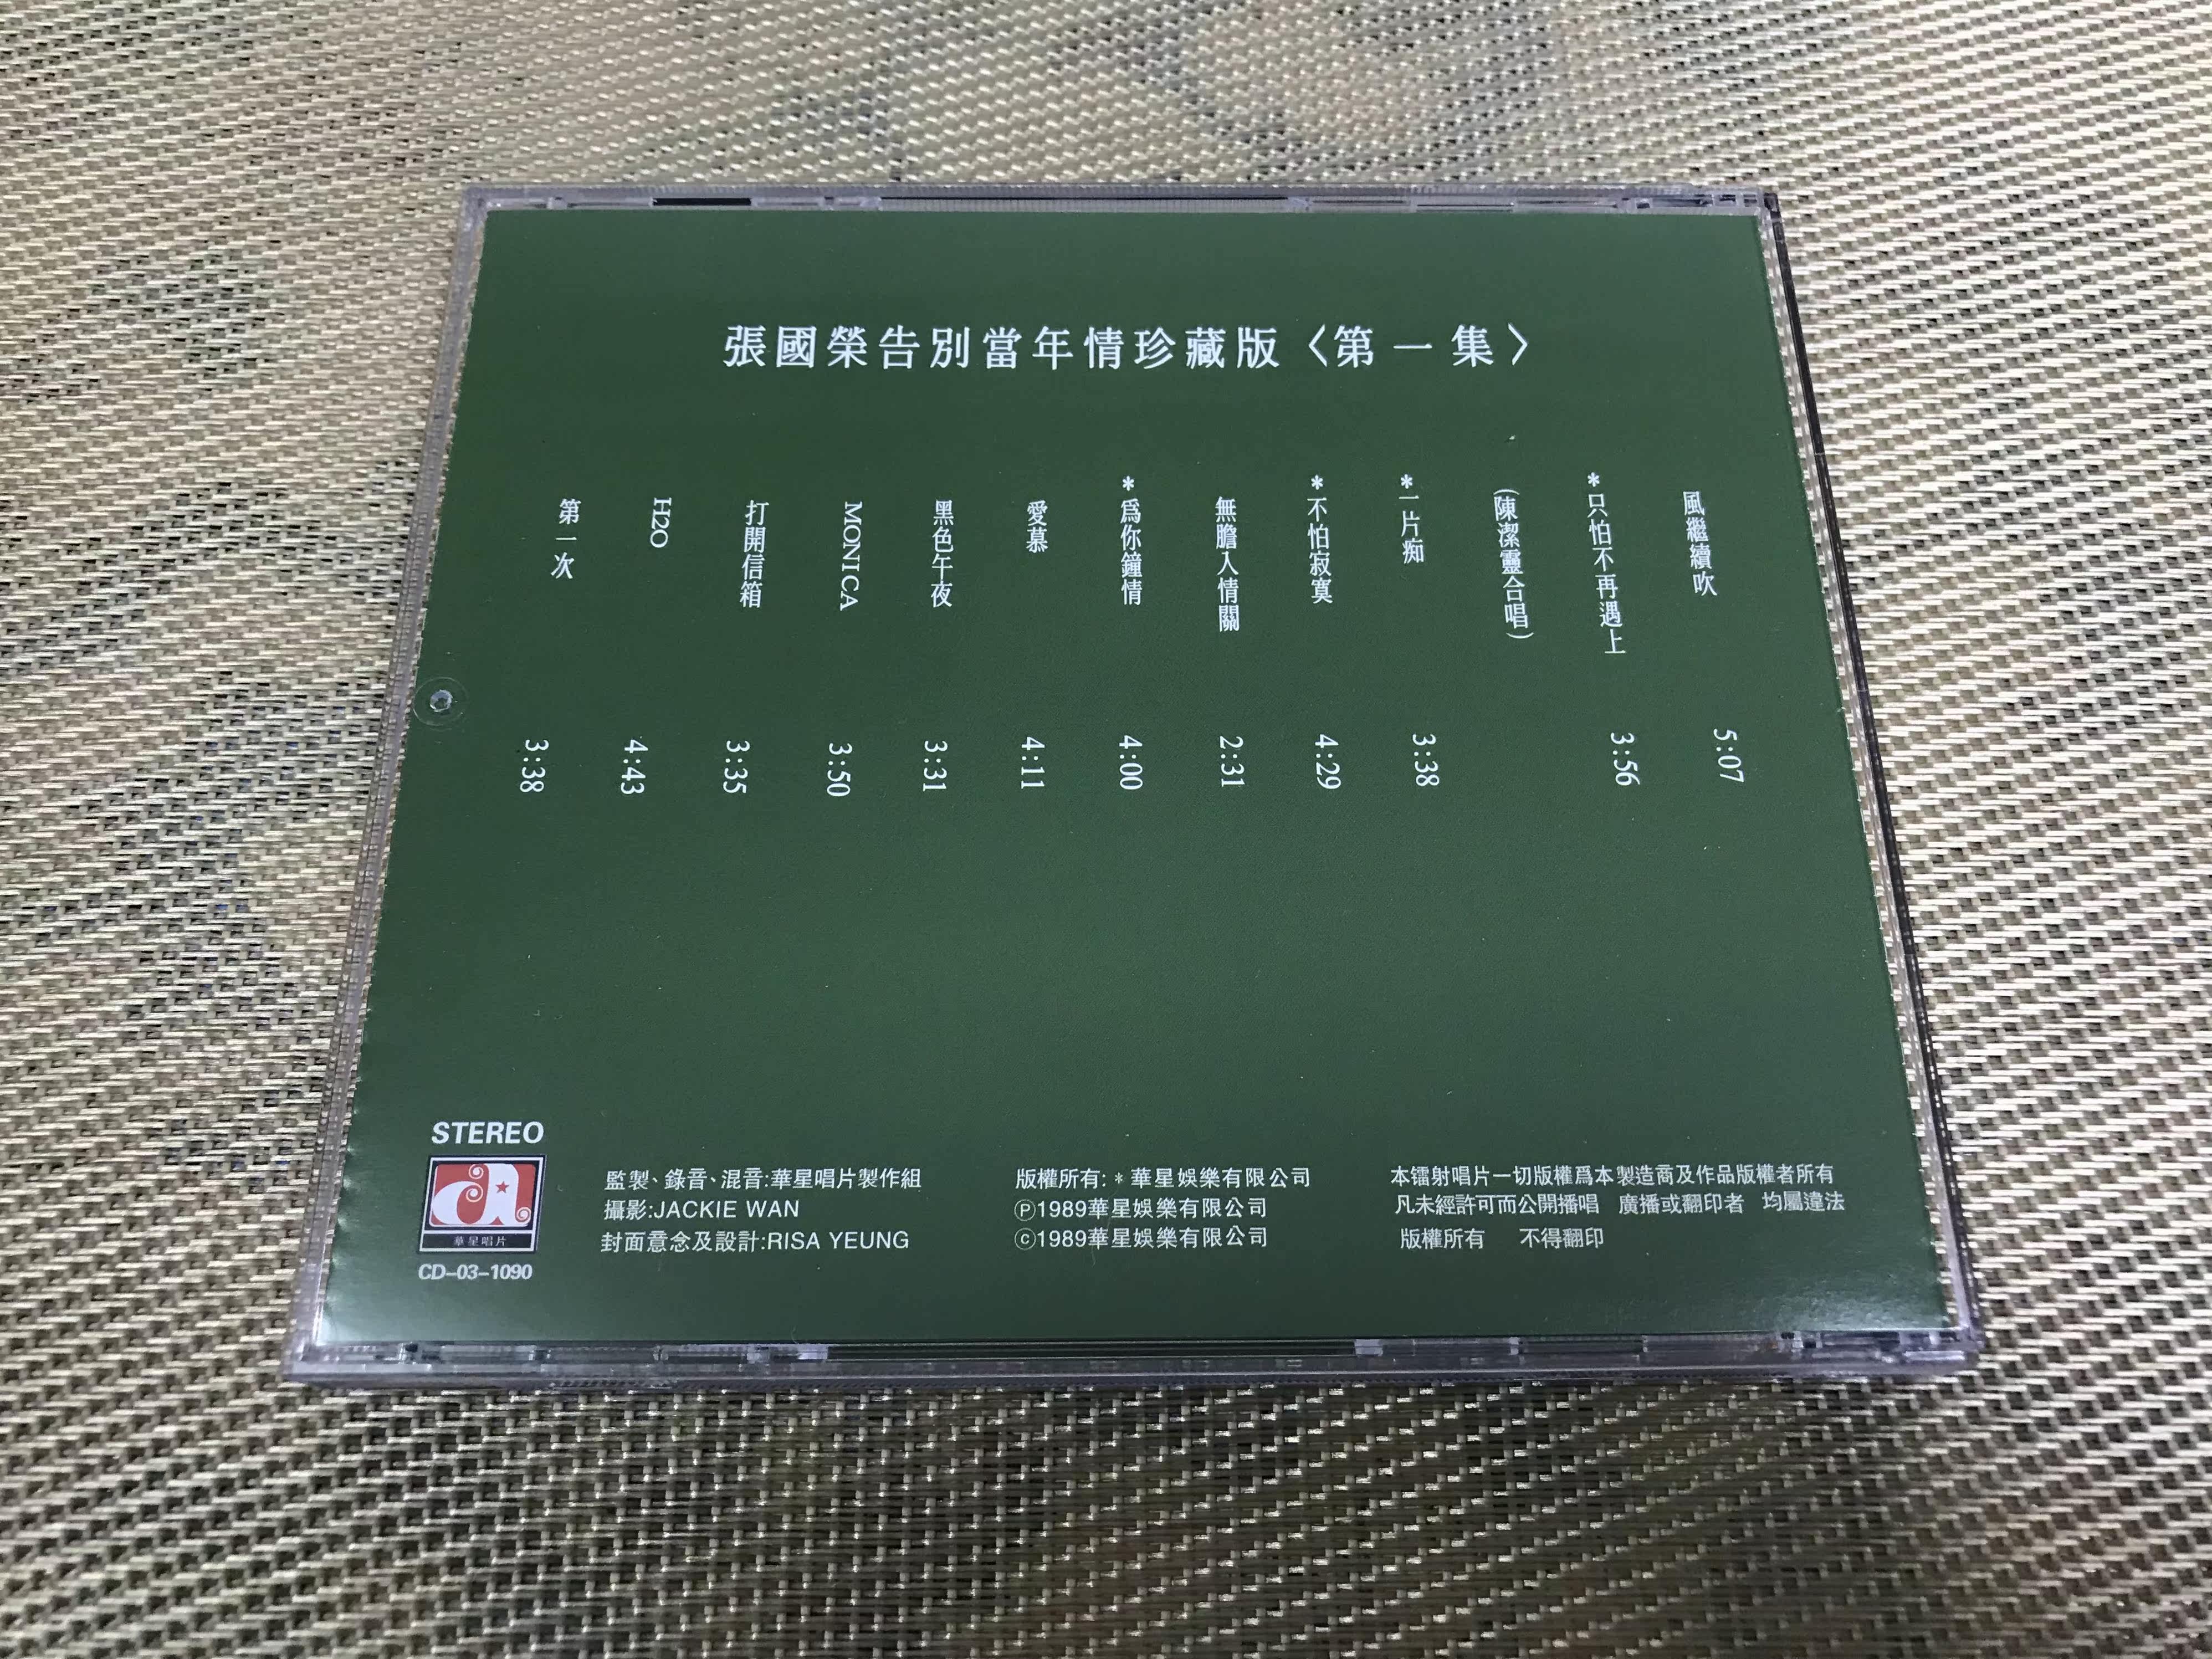 張國榮告別當年情珍藏版〈第一集〉
風繼續吹 5:07
*只怕不再遇上 3:56
(陳潔靈合唱)
*一片痴 3:38
*不怕寂寞 4:29
無膽入情關 2:31
*爲你鐘情 4:00
愛慕 4:11
黑色午夜 3:31
MONICA 3:50
打開信箱 3:35
H2O 4:43
第一次 3:38
STEREO
華星唱片
CD-03-1090
監製、錄音、混音:華星唱片製作組
攝影:JACKIE WAN
封面意念及設計:RISA YEUNG
版權所有:*華星娛樂有限公司
Ⓟ1989華星娛樂有限公司
©1989華星娛樂有限公司
本镭射唱片一切版權爲本製造商及作品版權者所有
凡未經許可而公開播唱 廣播或翻印者 均屬違法
版權所有 不得翻印